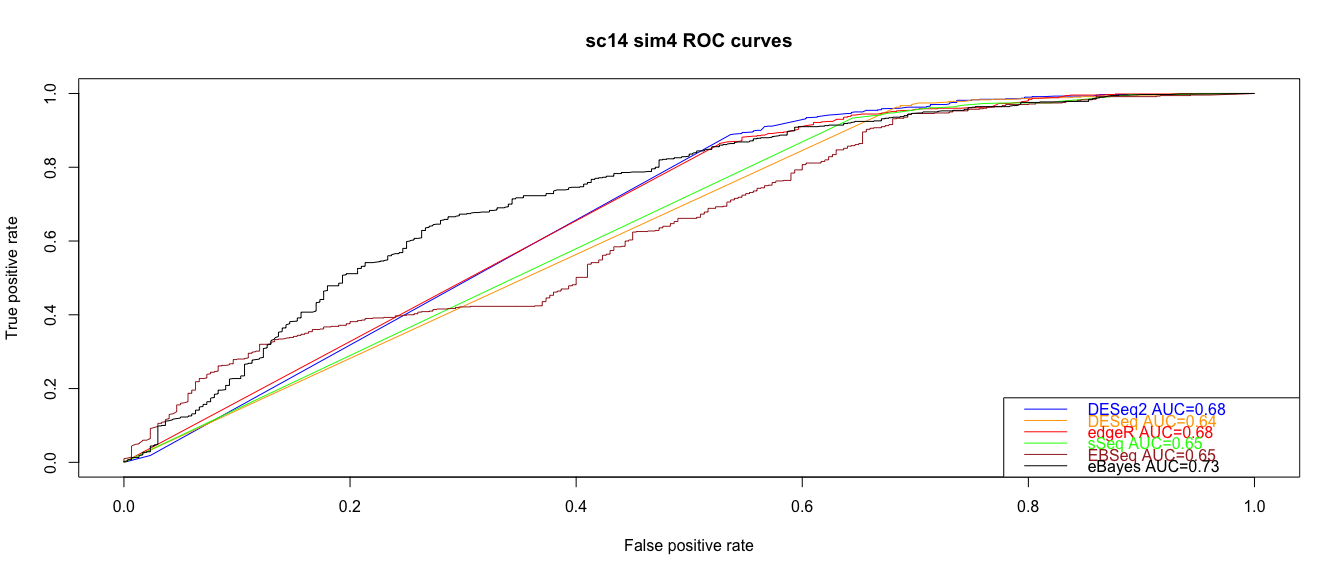 sc14 sim4 ROC curves
True positive rate
1.0
0.8
0.6
0.4
0.2
0.0
DESeq2 AUC=0.68
DESeq AUC=0.64
edgeR AUC=0.68
sSeq AUC=0.65
EBSeq AUC=0.65
eBayes AUC=0.73
0.0 0.2 0.4 0.6 0.8 1.0
False positive rate